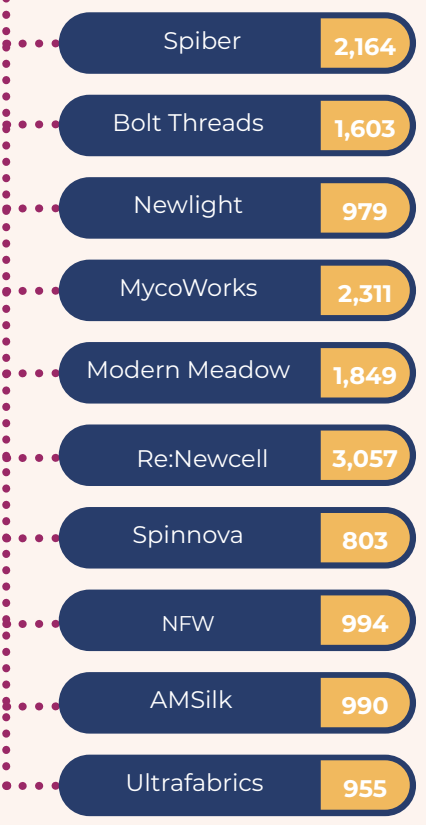 Spiber 2,164
Bolt Threads 1,603
Newlight 979
MycoWorks 2,311
Modern Meadow 1,849
Re:Newcell 3,057
Spinnova 803
NFW 994
AMSilk 990
Ultrafabrics 955